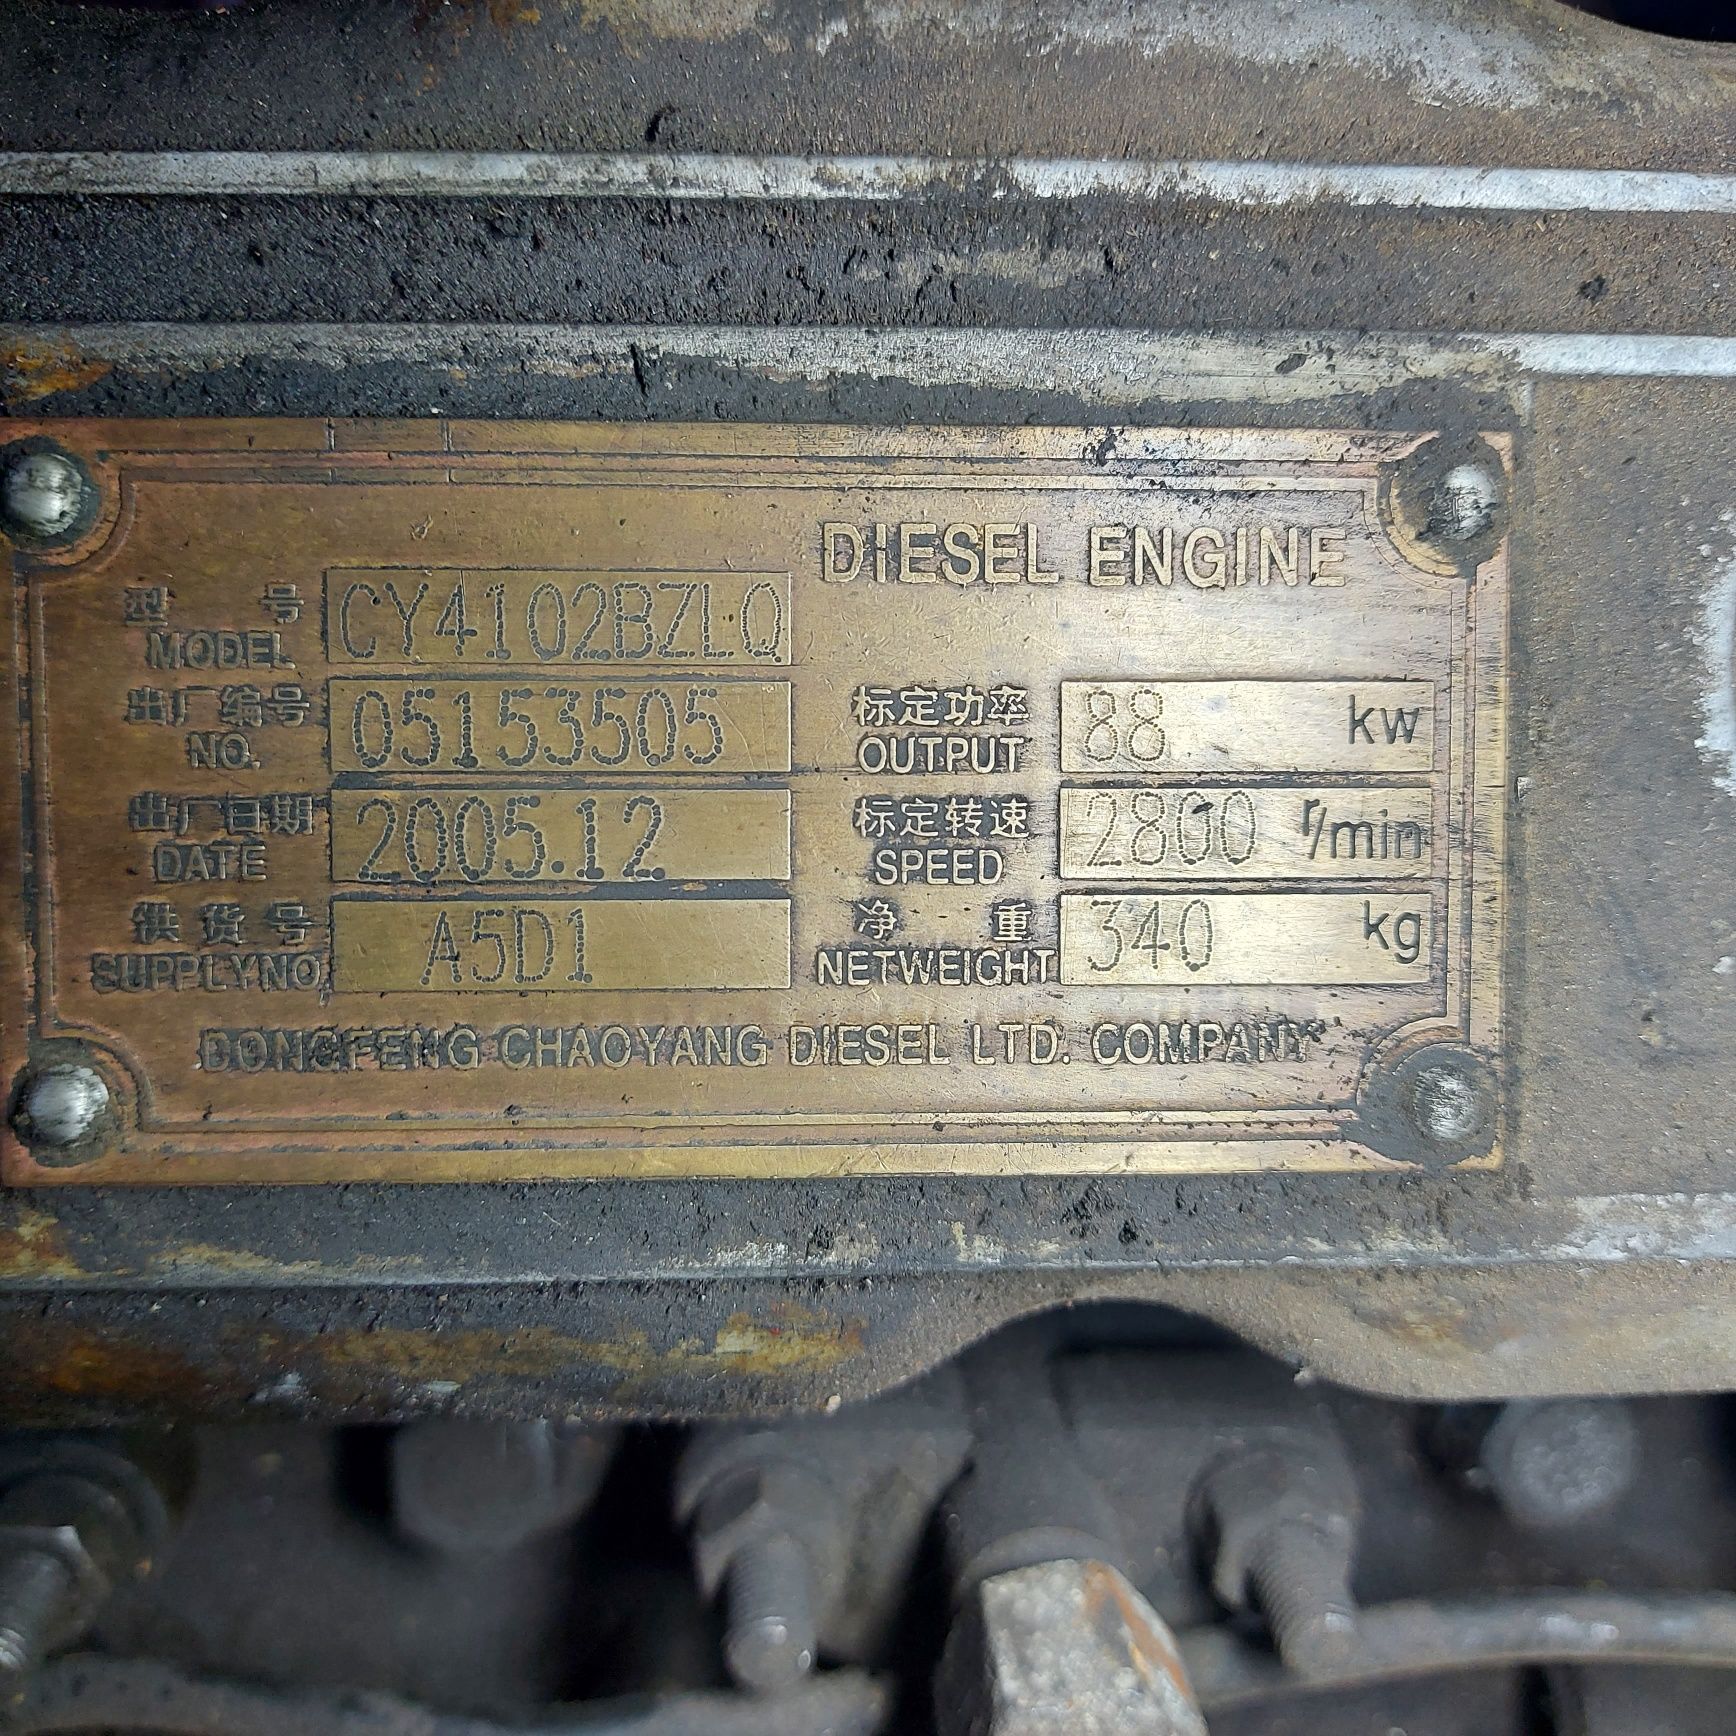 DIESEL ENGINE
型 号
MODEL
CY4102BZLQ
出厂编号
NO.
05153505
标定功率
OUTPUT
88 kw
出厂日期
DATE
2005.12
标定转速
SPEED
2800 r/min
供货号
SUPPLYNO.
A5D1
净 重
NETWEIGHT
340 kg
DONGFENG CHAOYANG DIESEL LTD. COMPANY